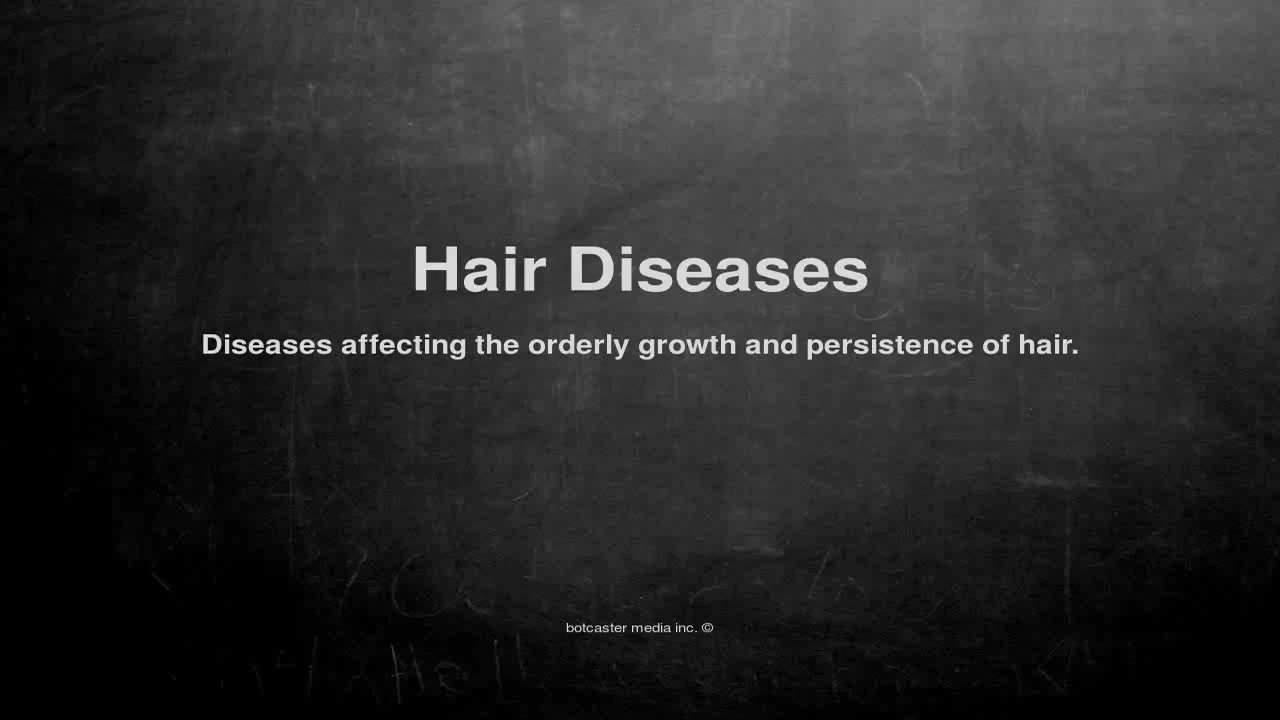 Hair Diseases
Diseases affecting the orderly growth and persistence of hair.
botcaster media inc. ©